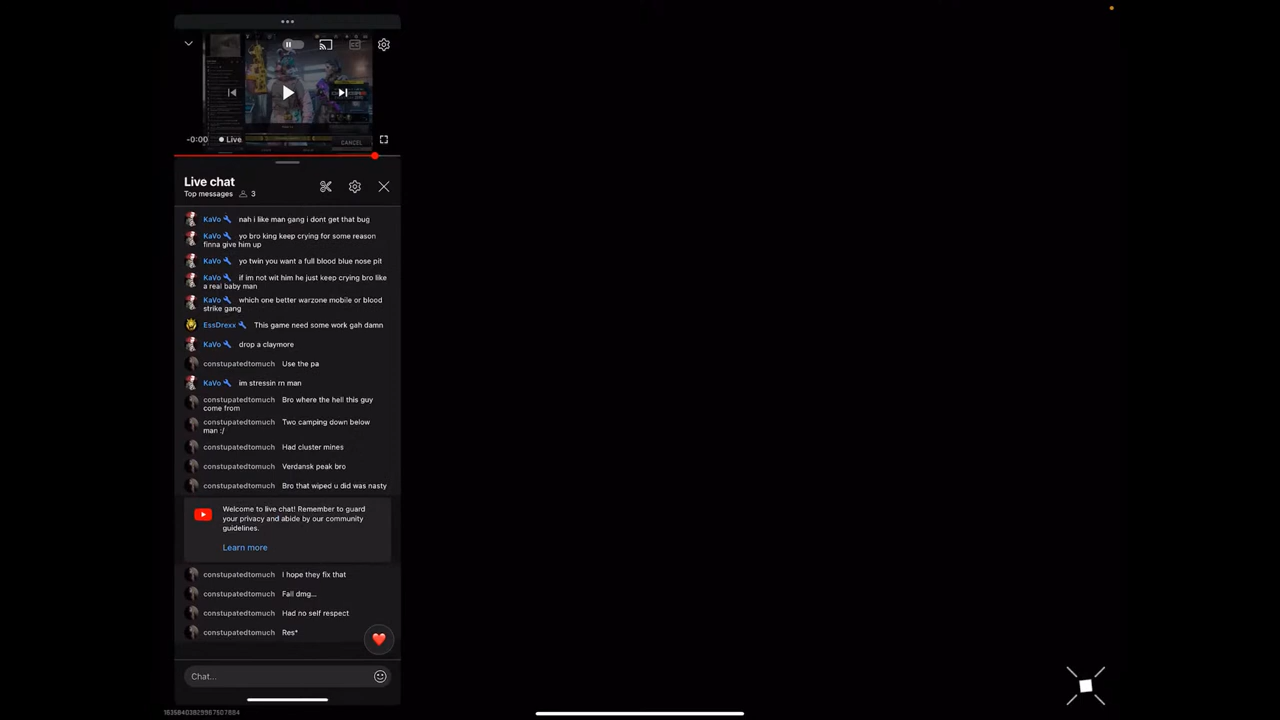 -0:00 Live
CANCEL
Live chat
Top messages 3
KaVo nah i like man gang i dont get that bug
KaVo yo bro king keep crying for some reason
finna give him up
KaVo yo twin you want a full blood blue nose pit
KaVo if im not wit him he just keep crying bro like
a real baby man
KaVo which one better warzone mobile or blood
strike gang
EssDrexx This game need some work gah damn
KaVo drop a claymore
constupatedtomuch Use the pa
KaVo im stressin rn man
constupatedtomuch Bro where the hell this guy
come from
constupatedtomuch Two camping down below
man :/
constupatedtomuch Had cluster mines
constupatedtomuch Verdansk peak bro
constupatedtomuch Bro that wiped u did was nasty
Welcome to live chat! Remember to guard
your privacy and abide by our community
guidelines.
Learn more
constupatedtomuch I hope they fix that
constupatedtomuch Fall dmg...
constupatedtomuch Had no self respect
constupatedtomuch Res*
Chat...
16358403829967507884